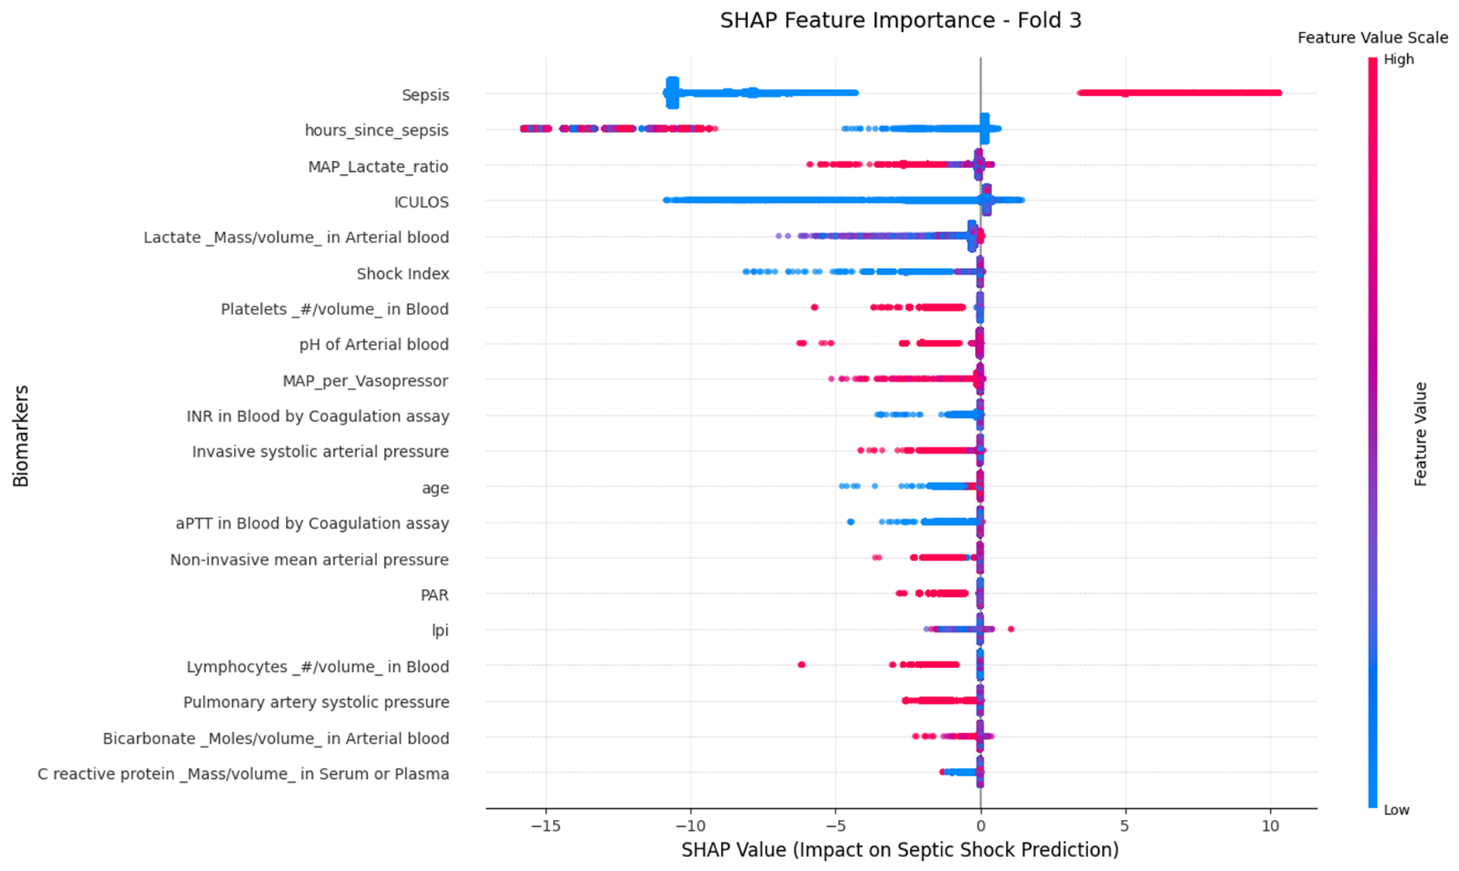 SHAP Feature Importance - Fold 3
Feature Value Scale
High
Sepsis
hours_since_sepsis
MAP_Lactate_ratio
ICULOS
Lactate _Mass/volume_ in Arterial blood
Shock Index
Platelets _#/volume_ in Blood
pH of Arterial blood
MAP_per_Vasopressor
INR in Blood by Coagulation assay
Invasive systolic arterial pressure
age
aPTT in Blood by Coagulation assay
Non-invasive mean arterial pressure
PAR
lpi
Lymphocytes _#/volume_ in Blood
Pulmonary artery systolic pressure
Bicarbonate _Moles/volume_ in Arterial blood
C reactive protein _Mass/volume_ in Serum or Plasma
Biomarkers
Feature Value
Low
−15 −10 −5 0 5 10
SHAP Value (Impact on Septic Shock Prediction)